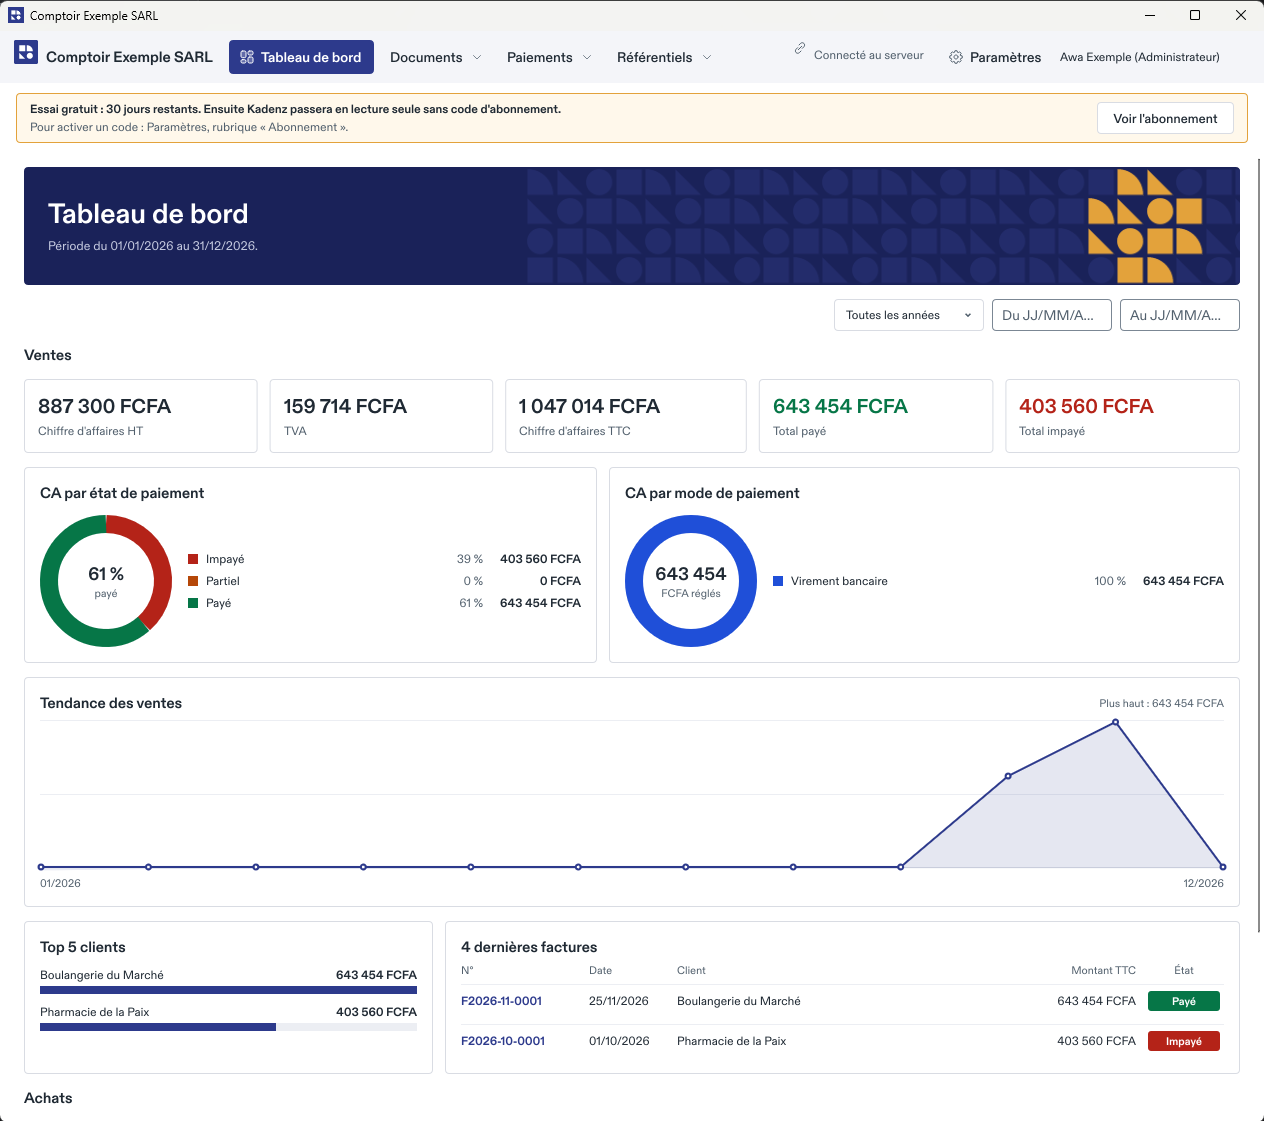 Comptoir Exemple SARL
Comptoir Exemple SARL
Tableau de bord
Documents
Paiements
Référentiels
Connecté au serveur
Paramètres
Awa Exemple (Administrateur)
Essai gratuit : 30 jours restants. Ensuite Kadenz passera en lecture seule sans code d'abonnement.
Pour activer un code : Paramètres, rubrique « Abonnement ».
Voir l'abonnement
Tableau de bord
Période du 01/01/2026 au 31/12/2026.
Toutes les années
Du JJ/MM/A...
Au JJ/MM/A...
Ventes
887 300 FCFA
Chiffre d'affaires HT
159 714 FCFA
TVA
1 047 014 FCFA
Chiffre d'affaires TTC
643 454 FCFA
Total payé
403 560 FCFA
Total impayé
CA par état de paiement
61 %
payé
Impayé 39 % 403 560 FCFA
Partiel 0 % 0 FCFA
Payé 61 % 643 454 FCFA
CA par mode de paiement
643 454
FCFA réglés
Virement bancaire 100 % 643 454 FCFA
Tendance des ventes
Plus haut : 643 454 FCFA
01/2026
12/2026
Top 5 clients
Boulangerie du Marché 643 454 FCFA
Pharmacie de la Paix 403 560 FCFA
4 dernières factures
N° Date Client Montant TTC État
F2026-11-0001 25/11/2026 Boulangerie du Marché 643 454 FCFA Payé
F2026-10-0001 01/10/2026 Pharmacie de la Paix 403 560 FCFA Impayé
Achats